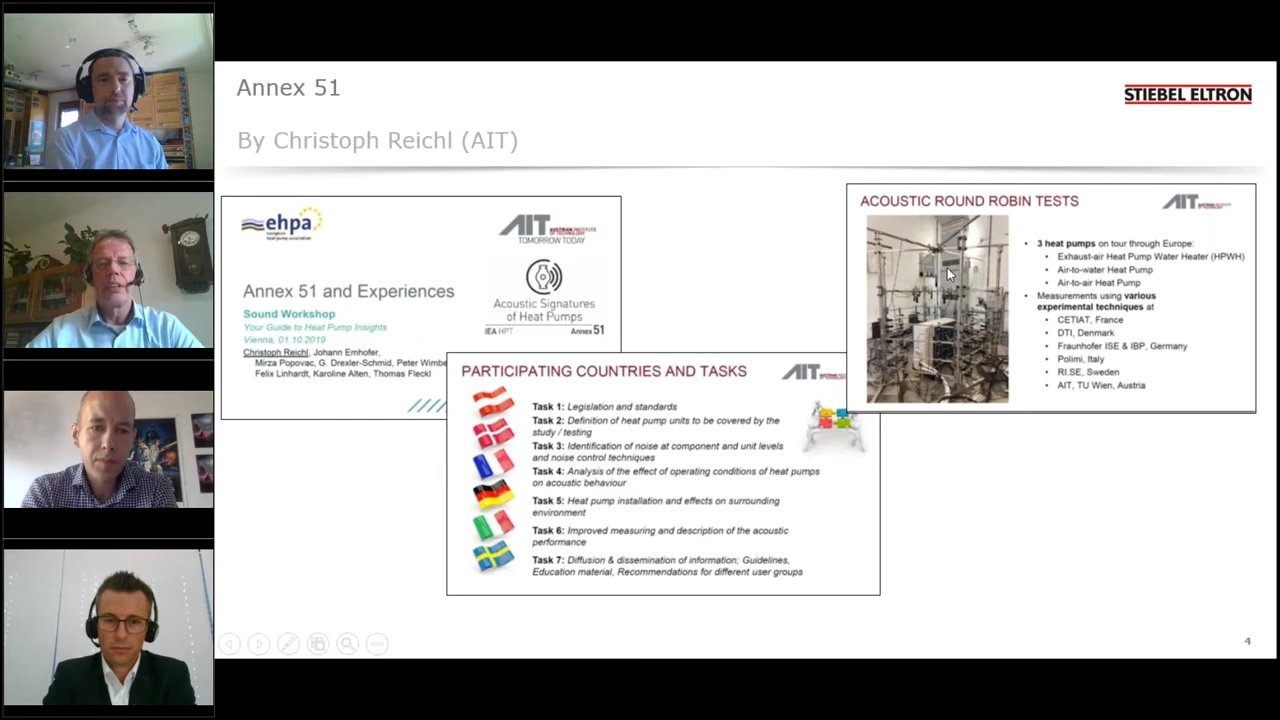 Annex 51
STIEBEL ELTRON
By Christoph Reichl (AIT)
ehpa
AIT AUSTRIAN INSTITUTE OF TECHNOLOGY
TOMORROW TODAY
Annex 51 and Experiences
Sound Workshop
Your Guide to Heat Pump Insights
Vienna, 01.10.2019
Christoph Reichl, Johann Emhofer,
Mirza Popovac, G. Drexler-Schmid, Peter Wimbe
Felix Linhardt, Karoline Alten, Thomas Fleckl
Acoustic Signatures
of Heat Pumps
IEA HPT Annex 51
PARTICIPATING COUNTRIES AND TASKS
AIT
Task 1: Legislation and standards
Task 2: Definition of heat pump units to be covered by the
study / testing
Task 3: Identification of noise at component and unit levels
and noise control techniques
Task 4: Analysis of the effect of operating conditions of heat pumps
on acoustic behaviour
Task 5: Heat pump installation and effects on surrounding
environment
Task 6: Improved measuring and description of the acoustic
performance
Task 7: Diffusion & dissemination of information; Guidelines,
Education material, Recommendations for different user groups
ACOUSTIC ROUND ROBIN TESTS
AIT
• 3 heat pumps on tour through Europe:
• Exhaust-air Heat Pump Water Heater (HPWH)
• Air-to-water Heat Pump
• Air-to-air Heat Pump
• Measurements using various
experimental techniques at
• CETIAT, France
• DTI, Denmark
• Fraunhofer ISE & IBP, Germany
• Polimi, Italy
• RI.SE, Sweden
• AIT, TU Wien, Austria
4